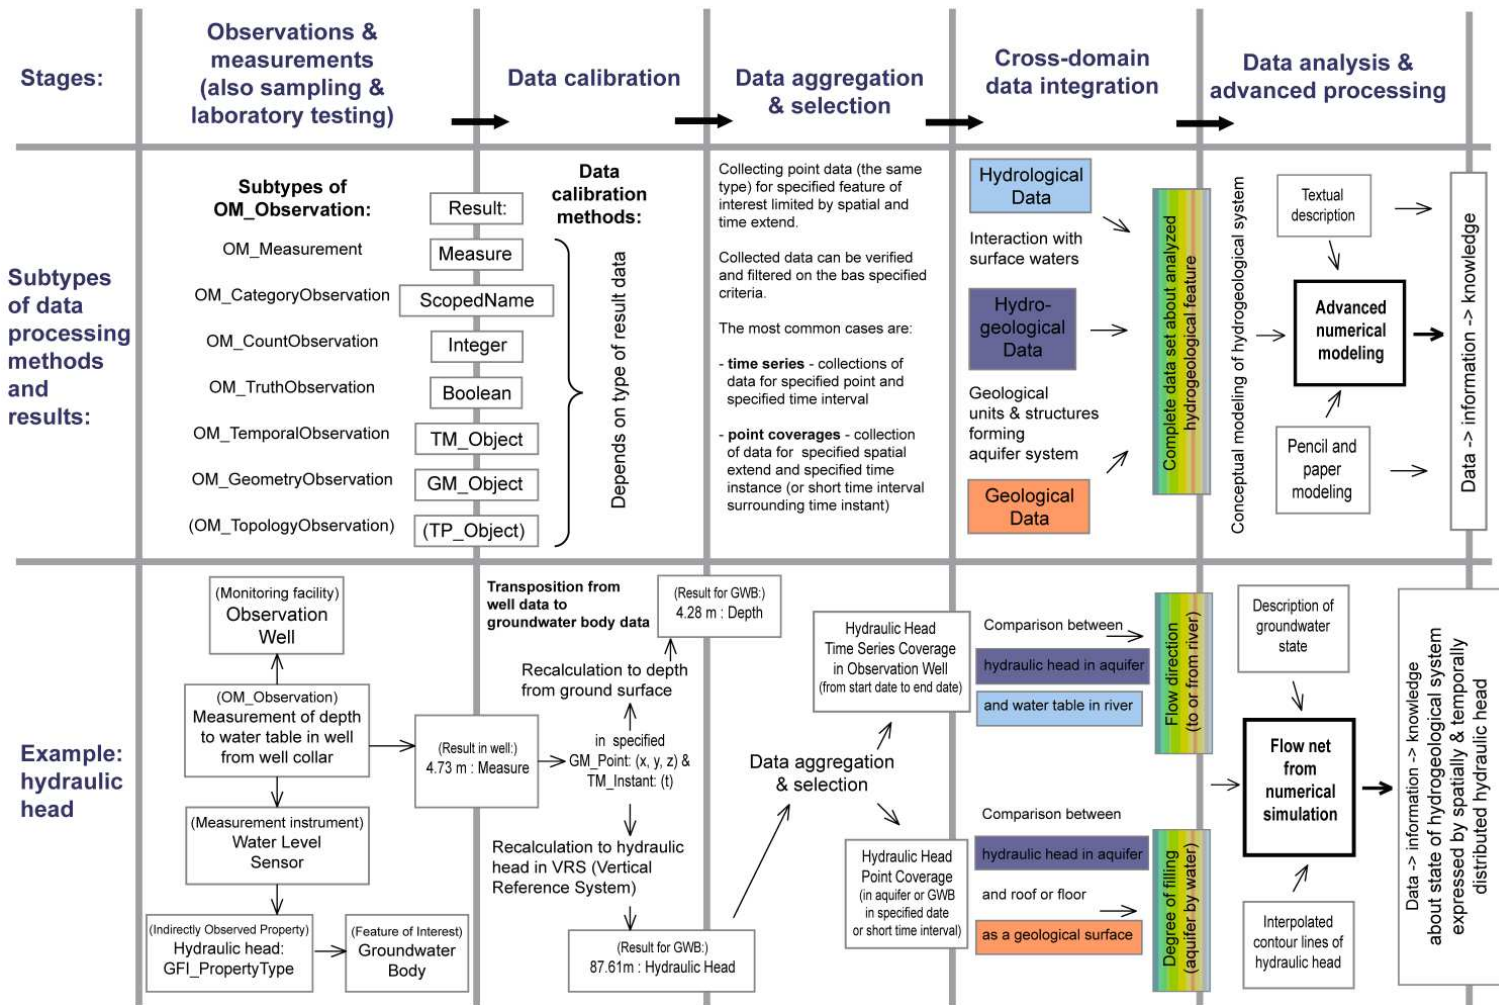 Stages:
Observations &
measurements
(also sampling &
laboratory testing)
Data calibration
Data aggregation
& selection
Cross-domain
data integration
Data analysis &
advanced processing
Subtypes
of data
processing
methods
and
results:
Subtypes of
OM_Observation:
Result:
OM_Measurement
Measure
OM_CategoryObservation
ScopedName
OM_CountObservation
Integer
OM_TruthObservation
Boolean
OM_TemporalObservation
TM_Object
OM_GeometryObservation
GM_Object
(OM_TopologyObservation)
(TP_Object)
Data
calibration
methods:
Depends on type of result data
Collecting point data (the same
type) for specified feature of
interest limited by spatial and
time extend.
Collected data can be verified
and filtered on the bas specified
criteria.
The most common cases are:
- time series - collections of
data for specified point and
specified time interval
- point coverages - collection
of data for specified spatial
extend and specified time
instance (or short time interval
surrounding time instant)
Hydrological
Data
Interaction with
surface waters
Hydro-
geological
Data
Geological
units & structures
forming
aquifer system
Geological
Data
Complete data set about analyzed
hydrogeological feature
Conceptual modeling of hydrogeological system
Textual
description
Advanced
numerical
modeling
Pencil and
paper
modeling
Data -> information -> knowledge
Example:
hydraulic
head
(Monitoring facility)
Observation
Well
(OM_Observation)
Measurement of depth
to water table in well
from well collar
(Measurement instrument)
Water Level
Sensor
(Indirectly Observed Property)
Hydraulic head:
GFI_PropertyType
(Feature of Interest)
Groundwater
Body
(Result in well:)
4.73 m : Measure
Transposition from
well data to
groundwater body data
(Result for GWB:)
4.28 m : Depth
Recalculation to depth
from ground surface
in specified
GM_Point: (x, y, z) &
TM_Instant: (t)
Recalculation to hydraulic
head in VRS (Vertical
Reference System)
(Result for GWB:)
87.61m : Hydraulic Head
Data aggregation
& selection
Hydraulic Head
Time Series Coverage
in Observation Well
(from start date to end date)
Hydraulic Head
Point Coverage
(in aquifer or GWB
in specified date
or short time interval)
Comparison between
hydraulic head in aquifer
and water table in river
Flow direction
(to or from river)
Comparison between
hydraulic head in aquifer
and roof or floor
as a geological surface
Degree of filling
(aquifer by water)
Description of
groundwater
state
Flow net
from
numerical
simulation
Interpolated
contour lines of
hydraulic head
Data -> information -> knowledge
about state of hydrogeological system
expressed by spatially & temporally
distributed hydraulic head